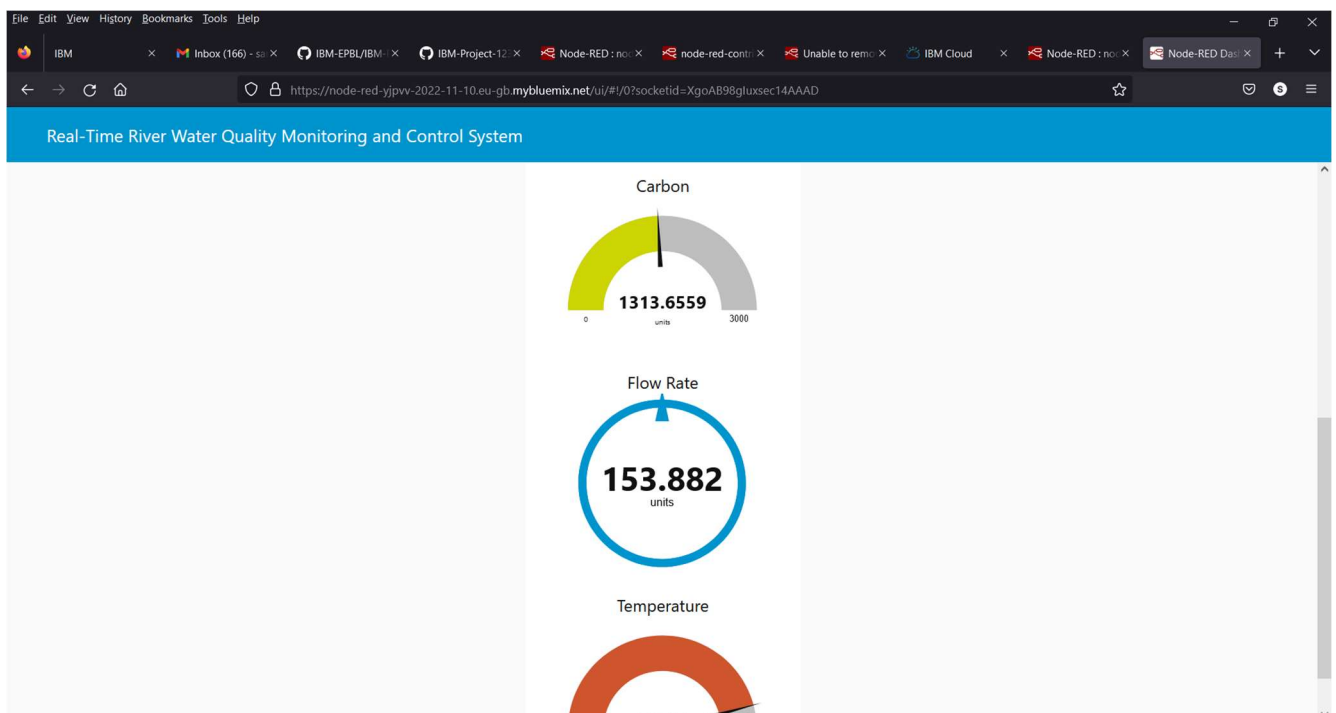 File Edit View History Bookmarks Tools Help
IBM
Inbox (166) - sa
IBM-EPBL/IBM-
IBM-Project-12
Node-RED : no
node-red-contr
Unable to remo
IBM Cloud
Node-RED : no
Node-RED Das
https://node-red-yjpvv-2022-11-10.eu-gb.mybluemix.net/ui/#!/0?socketid=
S
Real-Time River Water Quality Monitoring and Control System
Carbon
1313.6559
0 units 3000
Flow Rate
153.882
units
Temperature